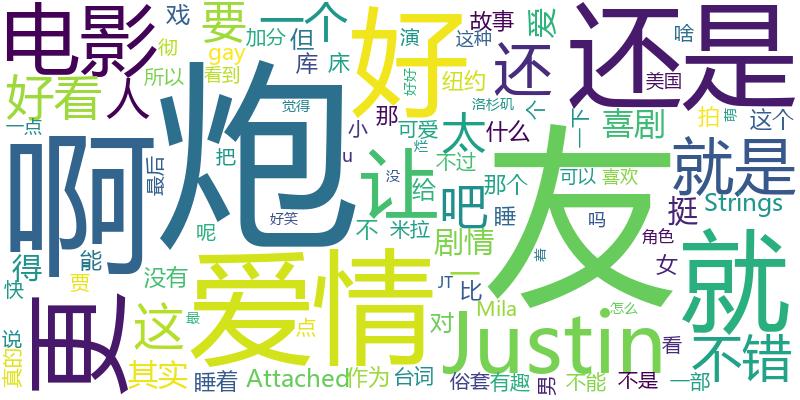 电影 戏 要 一个 故事 演 这种 爱 还是 啥
彻 加分 但 好 还
所以 gay 库 床 纽约 好好 美国
好看 人 看到 那 洛杉矶 个 拍 萌
一点 炮 觉得 小 可爱 太 什么 喜剧 一下 这个
啊 最后 把 u 烂 友 就是
让 不过 吧 那个 可以 喜欢
给 没 睡 吗 挺 Strings
呢 好笑 不 米拉 角色
得 能 没有 爱情 剧情 着 女 就
快 贾 更 一 比
这 最 JT Mila 怎么
真的 说 点 对 Justin 看 不错
其实 睡着 Attached 作为 台词 俗套 有趣 男 不能 不是 一部